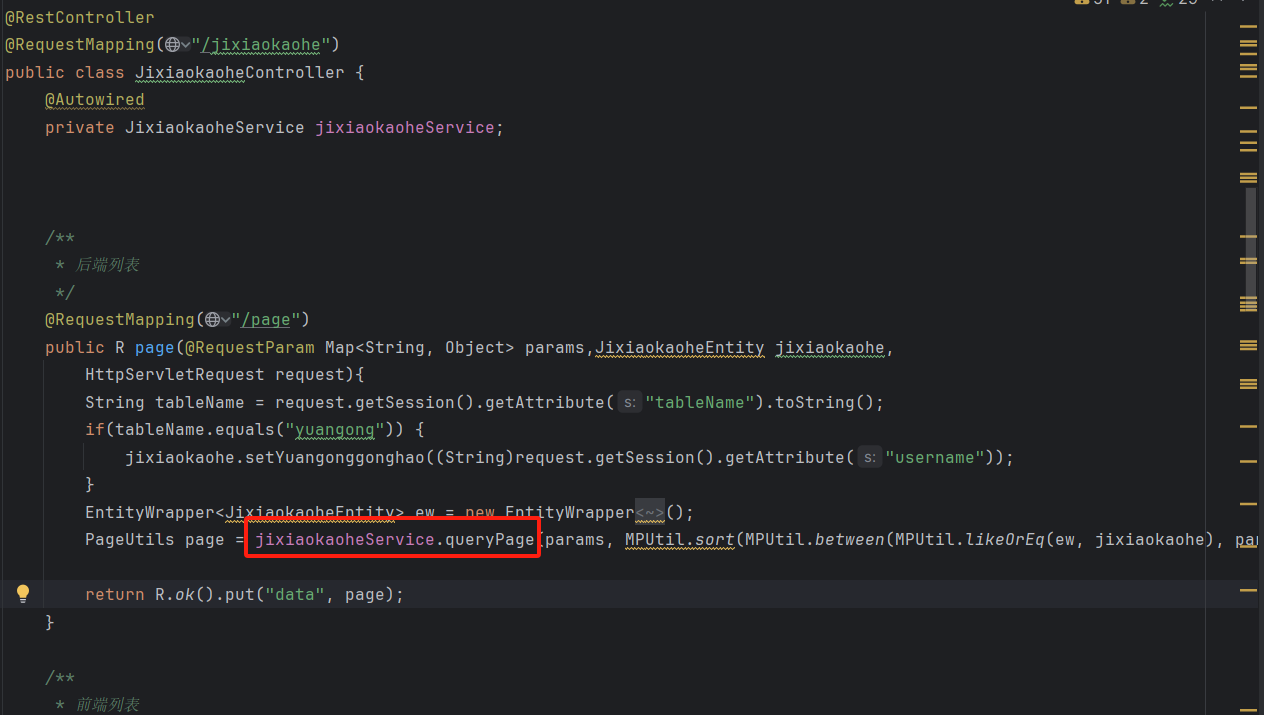 @RestController
@RequestMapping("/jixiaokaohe")
public class JixiaokaoheController {
@Autowired
private JixiaokaoheService jixiaokaoheService;
/**
* 后端列表
*/
@RequestMapping("/page")
public R page(@RequestParam Map<String, Object> params,JixiaokaoheEntity jixiaokaohe,
HttpServletRequest request){
String tableName = request.getSession().getAttribute( s: "tableName").toString();
if(tableName.equals("yuangong")) {
jixiaokaohe.setYuangonggonghao((String)request.getSession().getAttribute( s: "username"));
}
EntityWrapper<JixiaokaoheEntity> ew = new EntityWrapper<~>();
PageUtils page = jixiaokaoheService.queryPage(params, MPUtil.sort(MPUtil.between(MPUtil.likeOrEq(ew, jixiaokaohe),
return R.ok().put("data", page);
}
/**
* 前端列表